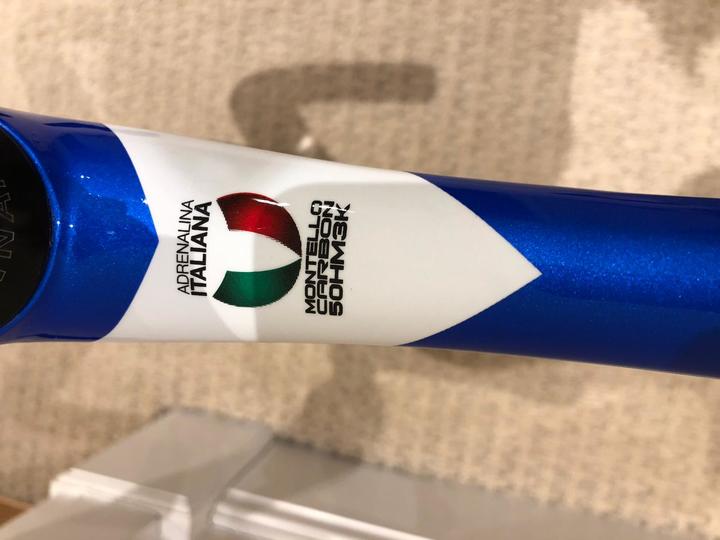 ADRENALINA
ITALIANA
MONTELLO
CARBON
50HM3K